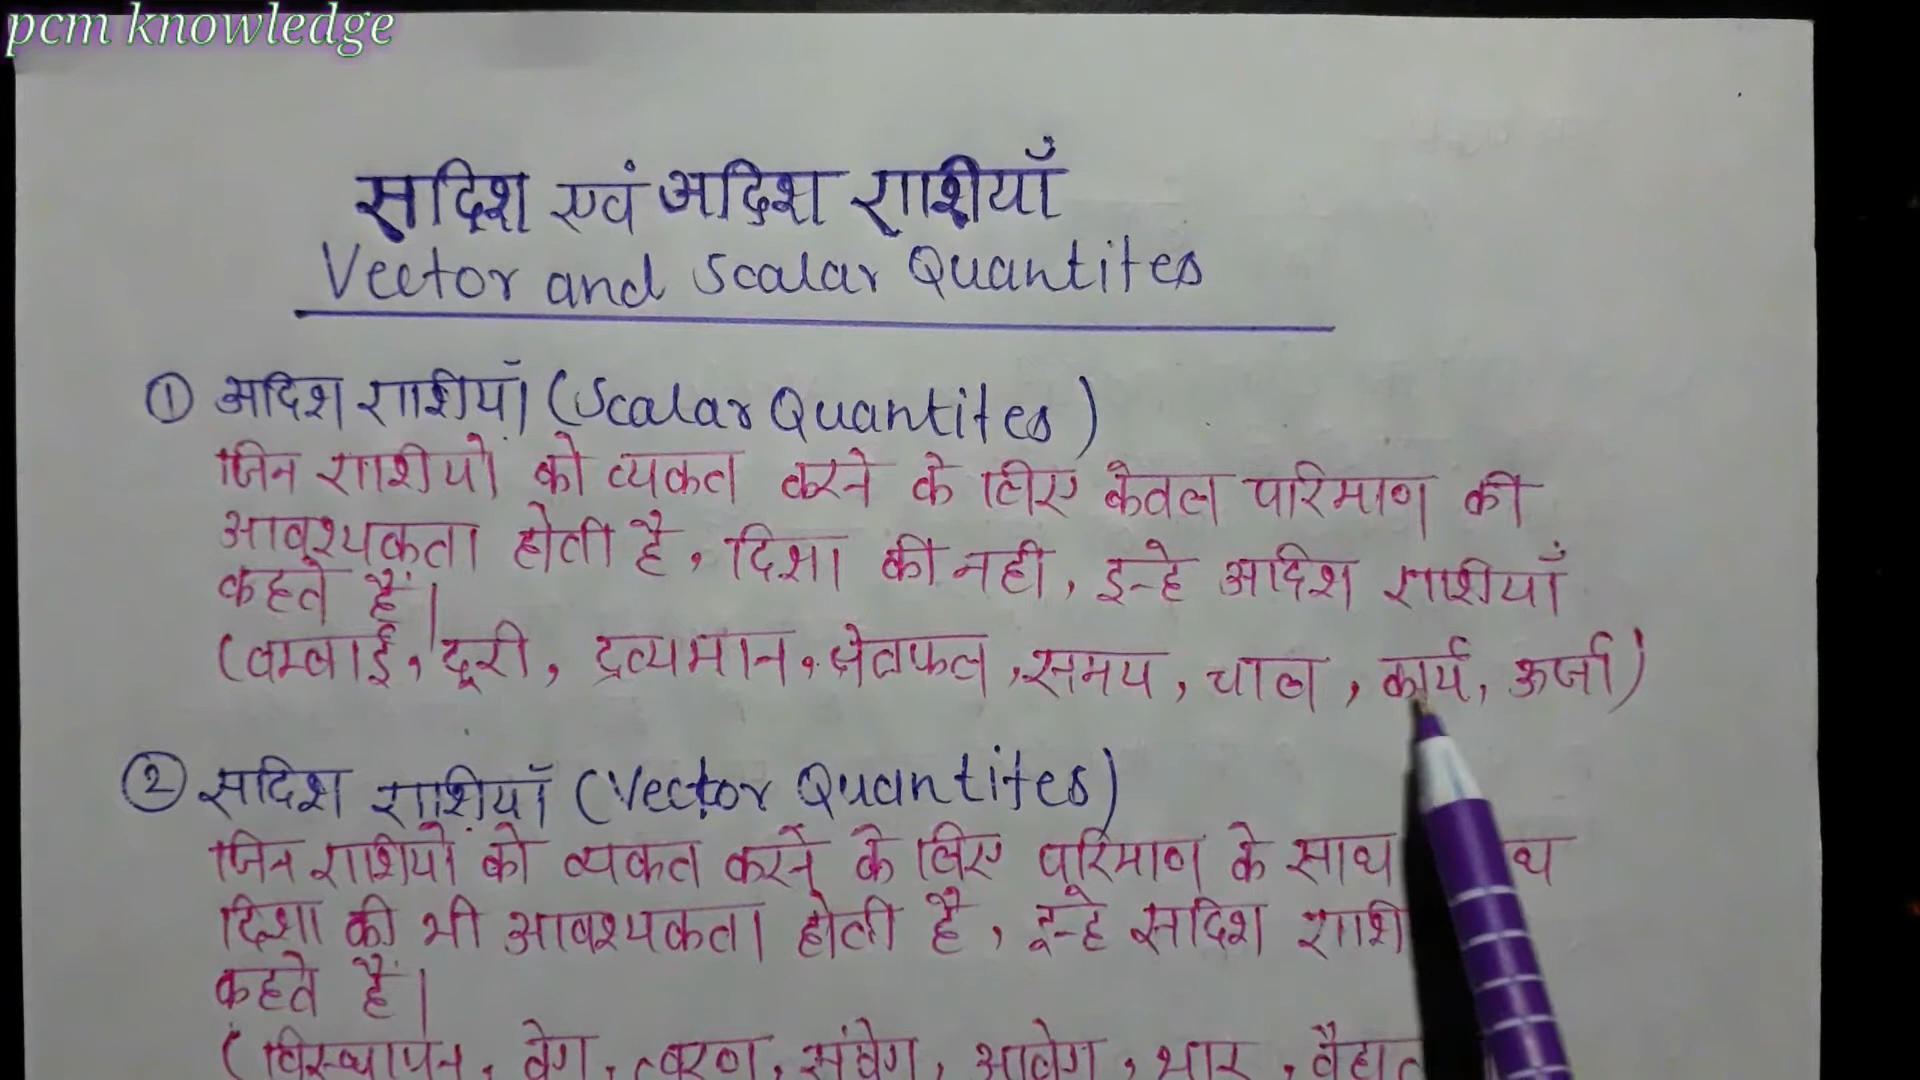 pcm knowledge
सदिश एवं अदिश राशियाँ
Vector and Scalar Quantites
① अदिश राशियाँ (Scalar Quantites)
जिन राशीयों को व्यकत करने के लिए केवल परिमाण की
आवश्यकता होती है, दिशा की नही, इन्हे अदिश राशीयाँ
कहते हैं।
(लम्बाई, दूरी, द्रव्यमान, क्षेत्रफल, समय, चाल, कार्य, ऊर्जा)
② सदिश राशियाँ (Vector Quantites)
जिन राशीयों को व्यकत करने के लिए परिमाण के साथ
दिशा की भी आवश्यकता होती है, इन्हे सदिश राशि
कहते हैं।
(विस्थापन, वेग, त्वरण, संवेग, आवेग, भार,